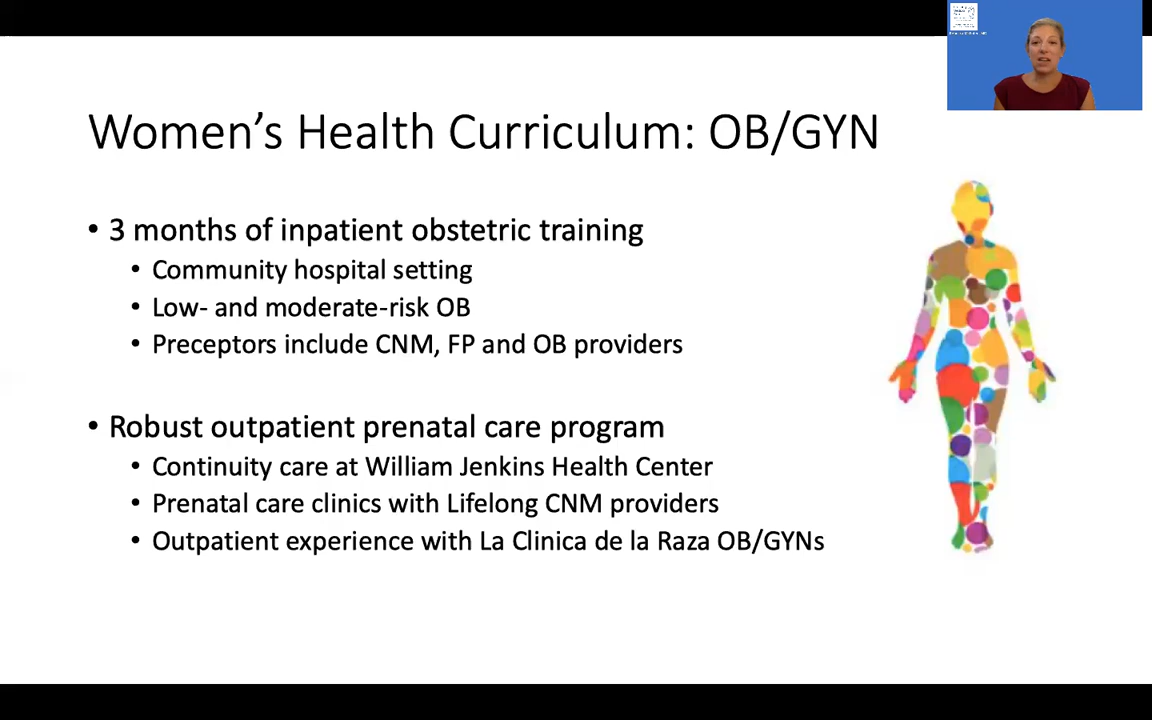 Women's Health Curriculum: OB/GYN
• 3 months of inpatient obstetric training
• Community hospital setting
• Low- and moderate-risk OB
• Preceptors include CNM, FP and OB providers
• Robust outpatient prenatal care program
• Continuity care at William Jenkins Health Center
• Prenatal care clinics with Lifelong CNM providers
• Outpatient experience with La Clinica de la Raza OB/GYNs